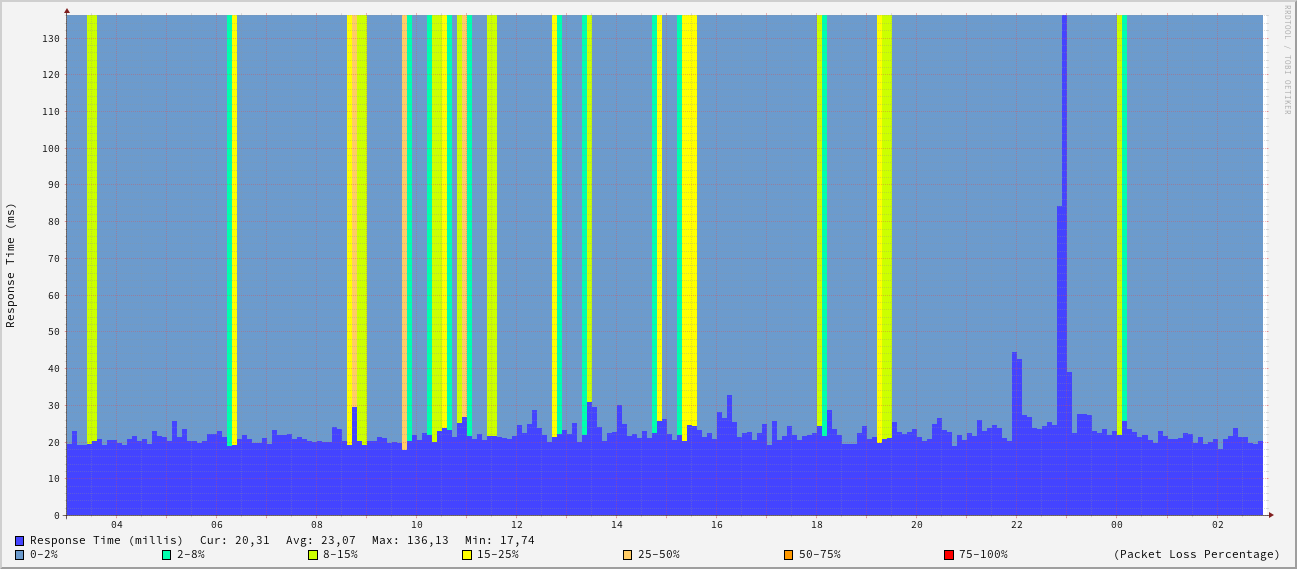 RRDTOOL / TOBI OETIKER
Response Time (ms)
130
120
110
100
90
80
70
60
50
40
30
20
10
0
04 06 08 10 12 14 16 18 20 22 00 02
Response Time (millis) Cur: 20,31 Avg: 23,07 Max: 136,13 Min: 17,74
0-2% 2-8% 8-15% 15-25% 25-50% 50-75% 75-100% (Packet Loss Percentage)